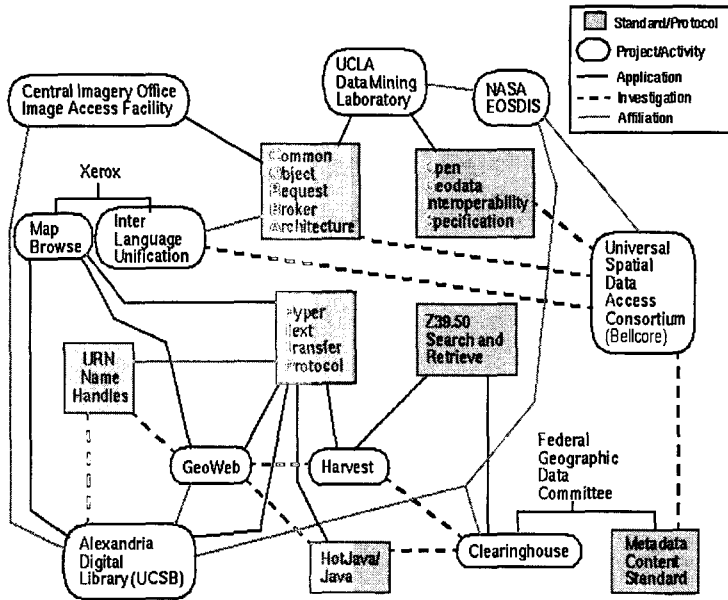 Standard/Protocol
Project/Activity
Application
Investigation
Affiliation
UCLA
Data Mining
Laboratory
NASA
EOSDIS
Central Imagery Office
Image Access Facility
Common
Object
Request
Broker
Architecture
Open
Geodata
Interoperability
Specification
Xerox
Map
Browse
Inter
Language
Unification
Universal
Spatial
Data
Access
Consortium
(Bellcore)
Hyper
Text
Transfer
Protocol
Z39.50
Search and
Retrieve
URN
Name
Handles
GeoWeb
Harvest
Federal
Geographic
Data
Committee
Alexandria
Digital
Library (UCSB)
HotJava/
Java
Clearinghouse
Metadata
Content
Standard